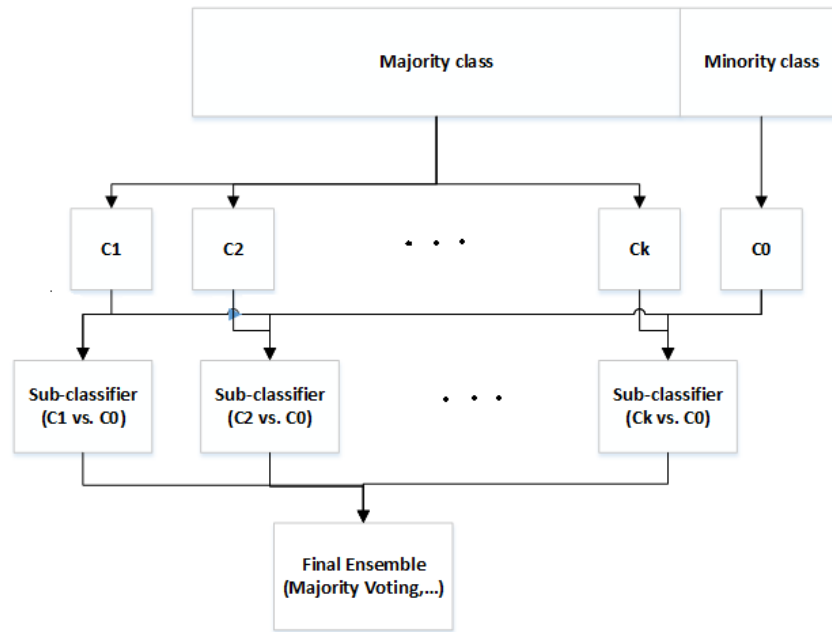 Majority class
Minority class
C1
C2
. . .
Ck
C0
Sub-classifier
(C1 vs. C0)
Sub-classifier
(C2 vs. C0)
. . .
Sub-classifier
(Ck vs. C0)
Final Ensemble
(Majority Voting,...)